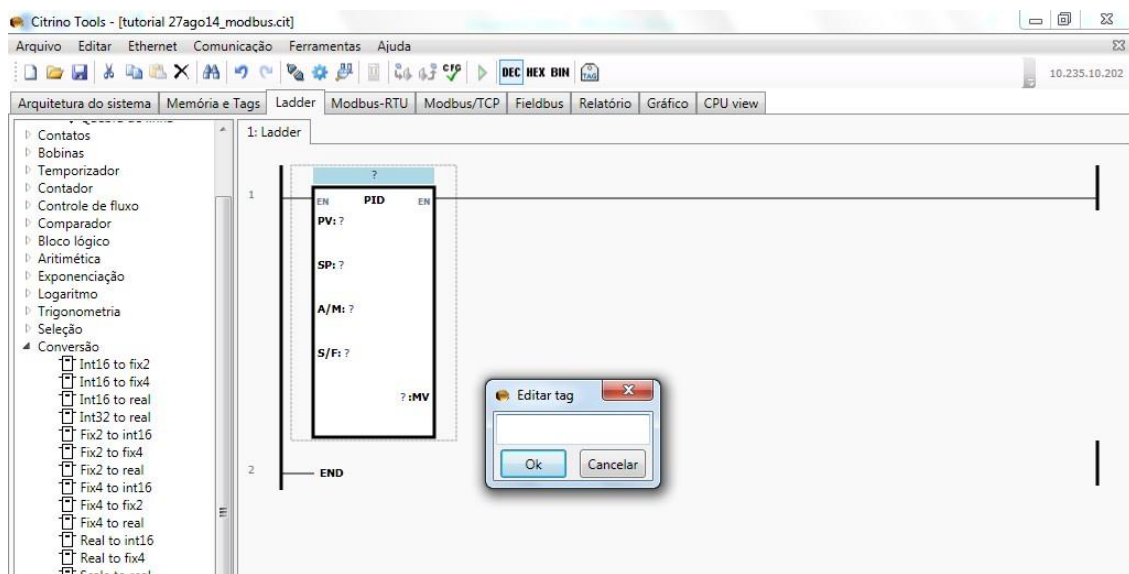 Citrino Tools - [tutorial 27ago14_modbus.cit]
Arquivo Editar Ethernet Comunicação Ferramentas Ajuda
CFG DEC HEX BIN TAG 10.235.10.202
Arquitetura do sistema Memória e Tags Ladder Modbus-RTU Modbus/TCP Fieldbus Relatório Gráfico CPU view
Contatos
Bobinas
Temporizador
Contador
Controle de fluxo
Comparador
Bloco lógico
Aritimética
Exponenciação
Logaritmo
Trigonometria
Seleção
Conversão
Int16 to fix2
Int16 to fix4
Int16 to real
Int32 to real
Fix2 to int16
Fix2 to fix4
Fix2 to real
Fix4 to int16
Fix4 to fix2
Fix4 to real
Real to int16
Real to fix4
1: Ladder
?
1
EN PID EN
PV: ?
SP: ?
A/M: ?
S/F: ?
? :MV
2 END
Editar tag
Ok Cancelar